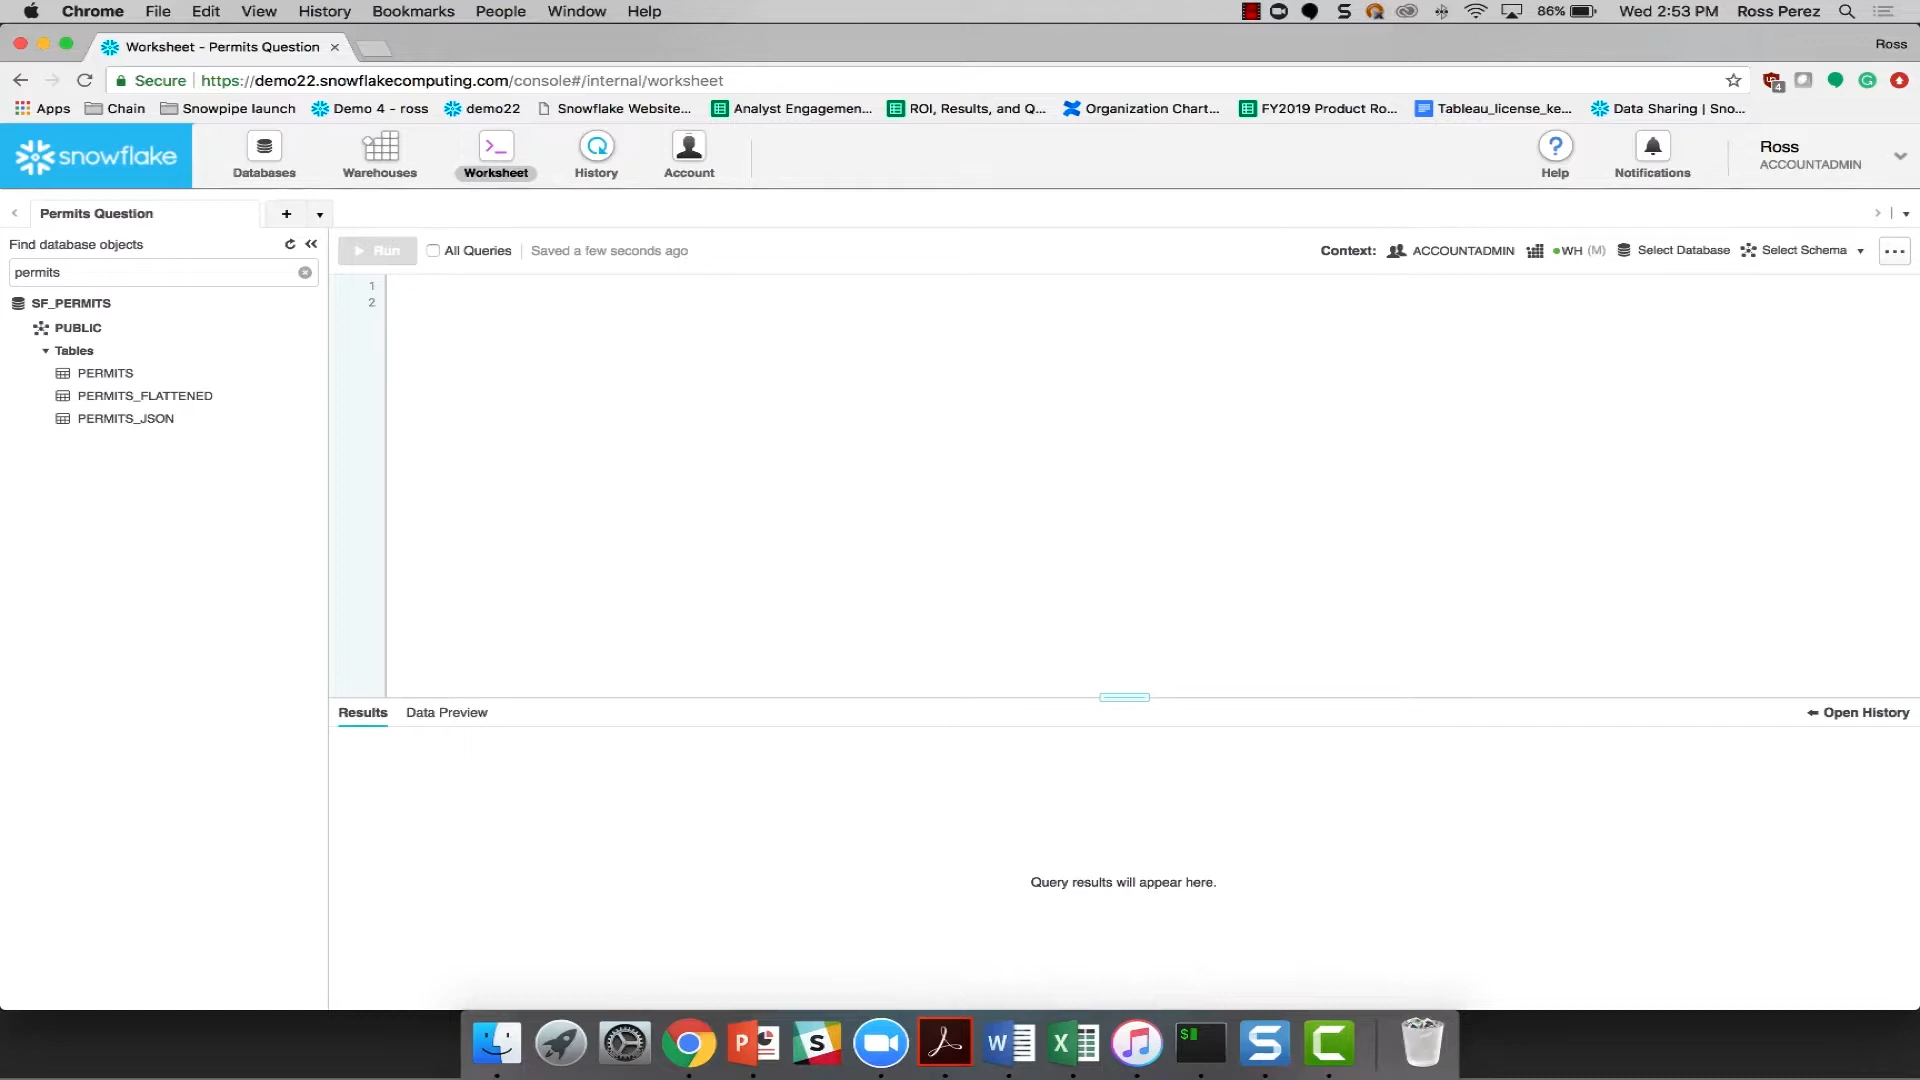 Chrome File Edit View History Bookmarks People Window Help 86% Wed 2:53 PM Ross Perez
Worksheet - Permits Question Ross
Secure https://demo22.snowflakecomputing.com/console#/internal/worksheet 4
Apps Chain Snowpipe launch Demo 4 - ross demo22 Snowflake Website... Analyst Engagemen... ROI, Results, and Q... Organization Chart... FY2019 Product Ro... Tableau_license_ke... Data Sharing | Sno...
snowflake Databases Warehouses Worksheet History Account Help Notifications Ross
ACCOUNTADMIN
Permits Question
Find database objects
Run All Queries Saved a few seconds ago Context: ACCOUNTADMIN WH (M) Select Database Select Schema
permits
SF_PERMITS
PUBLIC
Tables
PERMITS
PERMITS_FLATTENED
PERMITS_JSON
1
2
Results Data Preview Open History
Query results will appear here.